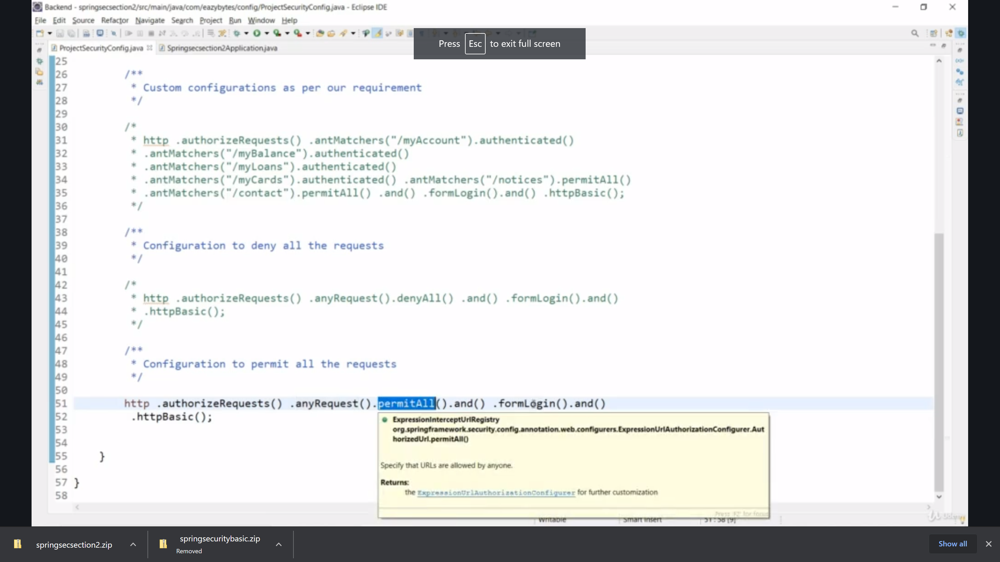 Backend - springsecsection2/src/main/java/com/eazybytes/config/ProjectSecurityConfig.java - Eclipse IDE
File Edit Source Refactor Navigate Search Project Run Window Help
Press Esc to exit full screen
ProjectSecurityConfig.java Springsecsection2Application.java
25
26 /**
27 * Custom configurations as per our requirement
28 */
29
30 /*
31 * http .authorizeRequests() .antMatchers("/myAccount").authenticated()
32 * .antMatchers("/myBalance").authenticated()
33 * .antMatchers("/myLoans").authenticated()
34 * .antMatchers("/myCards").authenticated() .antMatchers("/notices").permitAll()
35 * .antMatchers("/contact").permitAll() .and() .formLogin().and() .httpBasic();
36 */
37
38 /**
39 * Configuration to deny all the requests
40 */
41
42 /*
43 * http .authorizeRequests() .anyRequest().denyAll() .and() .formLogin().and()
44 * .httpBasic();
45 */
46
47 /**
48 * Configuration to permit all the requests
49 */
50
51 http .authorizeRequests() .anyRequest().permitAll().and() .formLogin().and()
52 .httpBasic();
53
54
55 }
56
57 }
58
ExpressionInterceptUrlRegistry
org.springframework.security.config.annotation.web.configurers.ExpressionUrlAuthorizationConfigurer.Aut
horizedUrl.permitAll()
Specify that URLs are allowed by anyone.
Returns:
the ExpressionUrlAuthorizationConfigurer for further customization
Press 'F2' for focus
Writable Smart Insert 51 : 58 [9]
Udemy
springsecsection2.zip
springsecuritybasic.zip
Removed
Show all